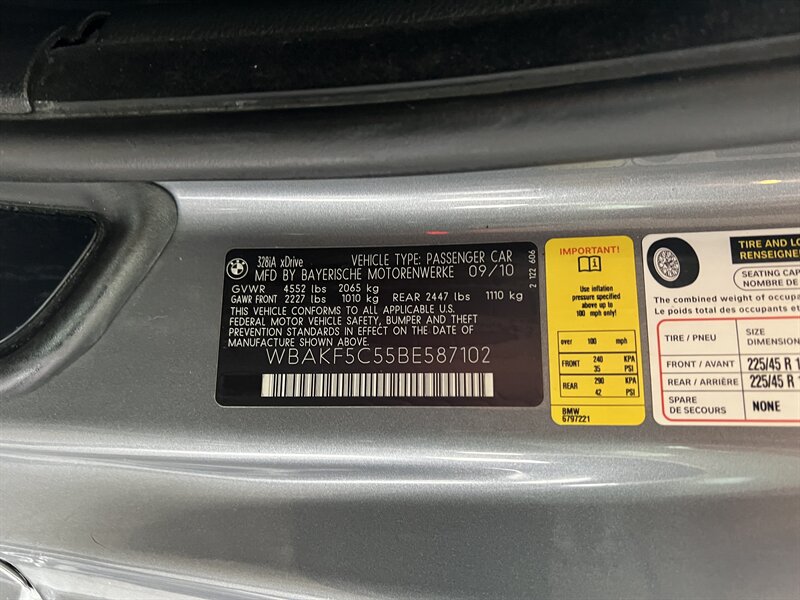 BMW
328iA xDrive VEHICLE TYPE: PASSENGER CAR
MFD BY BAYERISCHE MOTORENWERKE 09/10
GVWR 4552 lbs 2065 kg
GAWR FRONT 2227 lbs 1010 kg REAR 2447 lbs 1110 kg
THIS VEHICLE CONFORMS TO ALL APPLICABLE U.S.
FEDERAL MOTOR VEHICLE SAFETY, BUMPER AND THEFT
PREVENTION STANDARDS IN EFFECT ON THE DATE OF
MANUFACTURE SHOWN ABOVE.
WBAKF5C55BE587102
2 122 606
IMPORTANT!
Use inflation
pressure specified
above up to
100 mph only!
over 100 mph
FRONT 240 KPA
35 PSI
REAR 290 KPA
42 PSI
BMW
6797221
TIRE AND LO
RENSEIGNE
SEATING CAP
NOMBRE DE
The combined weight of occupa
Le poids total des occupants et
TIRE / PNEU SIZE
DIMENSION
FRONT / AVANT 225/45 R 1
REAR / ARRIÈRE 225/45 R 1
SPARE
DE SECOURS NONE